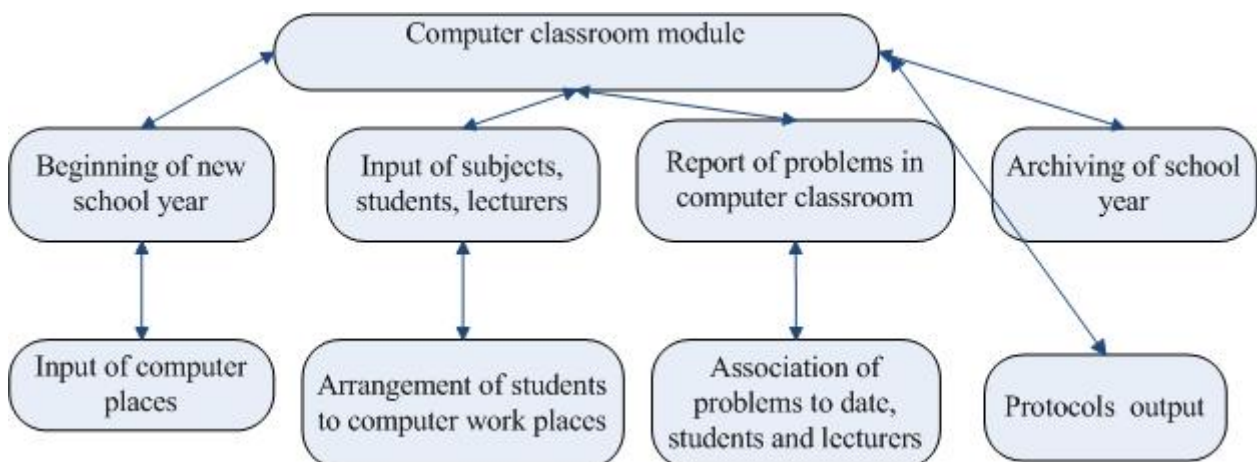 Computer classroom module
Beginning of new
school year
Input of subjects,
students, lecturers
Report of problems in
computer classroom
Archiving of school
year
Input of computer
places
Arrangement of students
to computer work places
Association of
problems to date,
students and lecturers
Protocols output